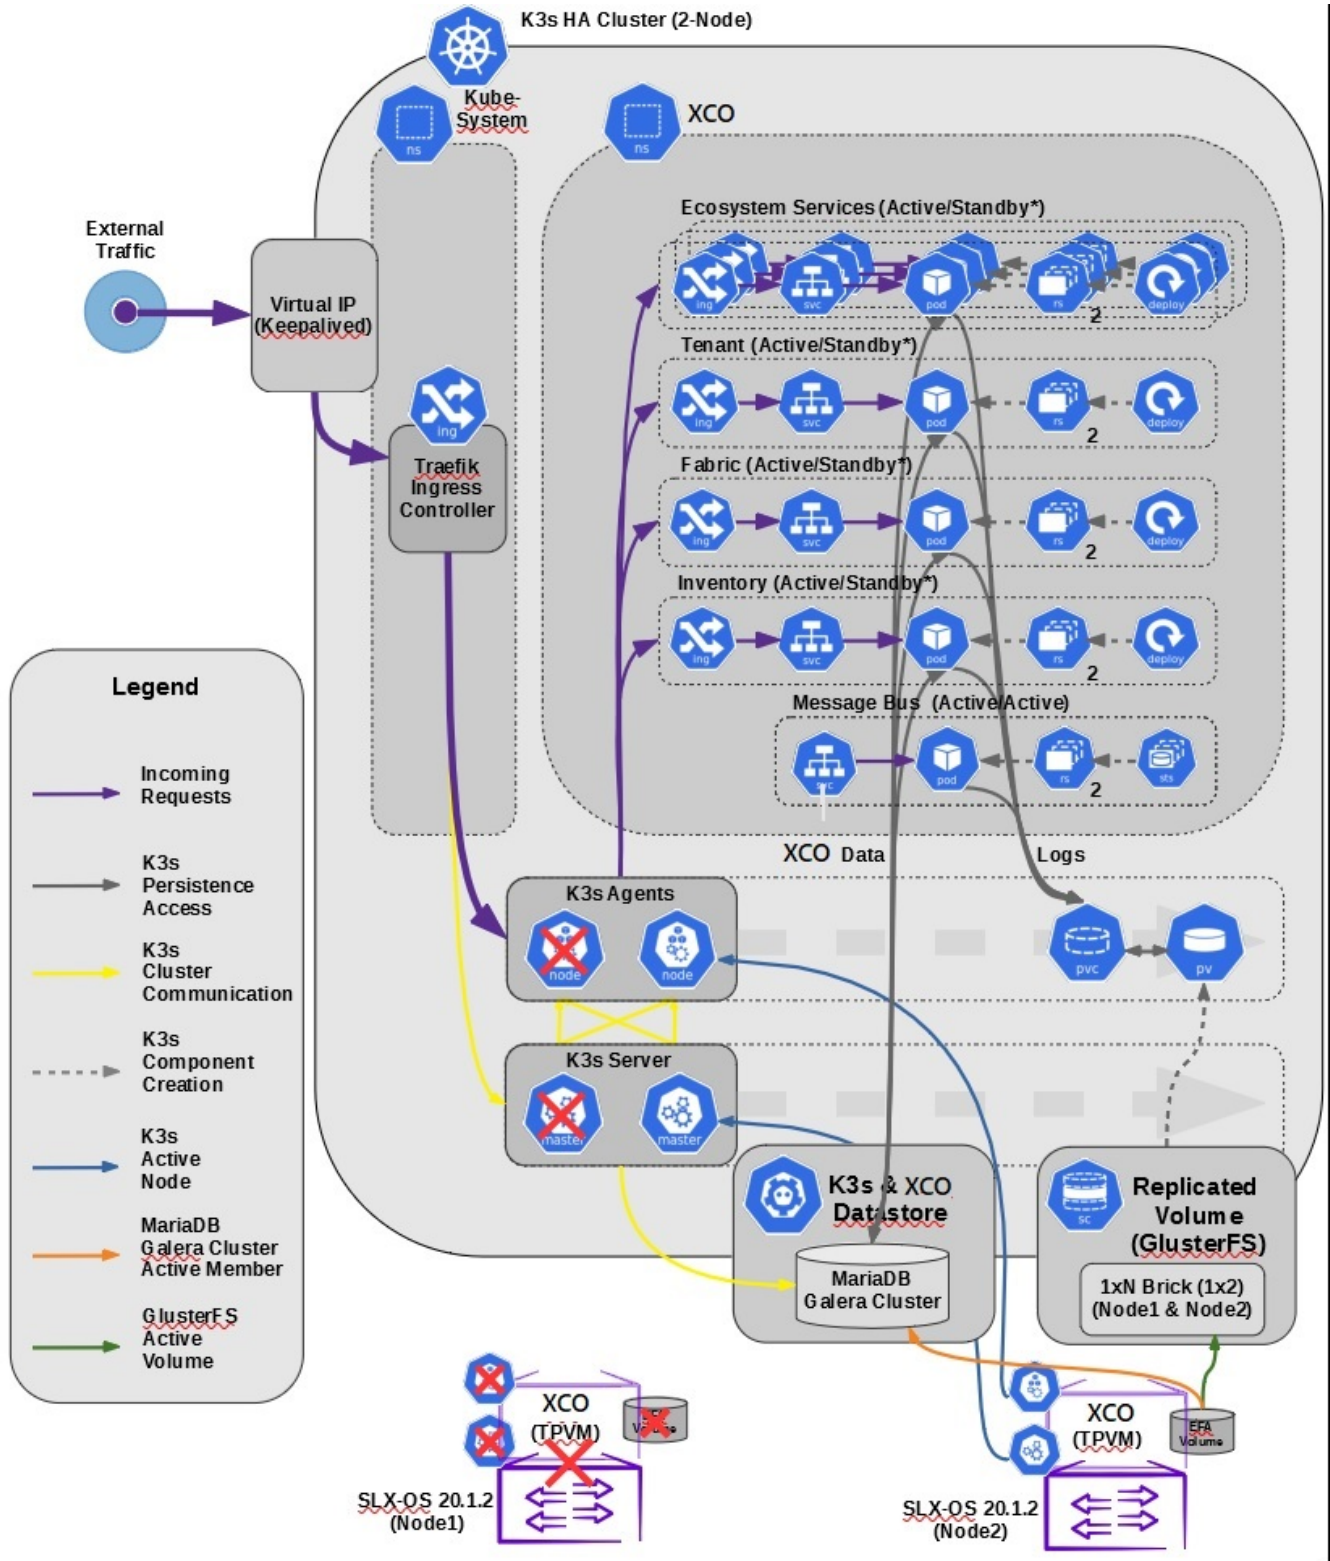 K3s HA Cluster (2-Node)
Kube-
System
ns
XCO
ns
External
Traffic
Virtual IP
(Keepalived)
ing
Traefik
Ingress
Controller
Ecosystem Services (Active/Standby*)
ing
svc
pod
rs
2
deploy
Tenant (Active/Standby*)
ing
svc
pod
rs
2
deploy
Fabric (Active/Standby*)
ing
svc
pod
rs
2
deploy
Inventory (Active/Standby*)
ing
svc
pod
rs
2
deploy
Message Bus (Active/Active)
svc
pod
rs
2
sts
XCO Data
Logs
K3s Agents
node
node
pvc
pv
K3s Server
master
master
K3s & XCO
Datastore
MariaDB
Galera Cluster
sc
Replicated
Volume
(GlusterFS)
1xN Brick (1x2)
(Node1 & Node2)
Legend
Incoming
Requests
K3s
Persistence
Access
K3s
Cluster
Communication
K3s
Component
Creation
K3s
Active
Node
MariaDB
Galera Cluster
Active Member
GlusterFS
Active
Volume
XCO
(TPVM)
Volume
SLX-OS 20.1.2
(Node1)
XCO
(TPVM)
EFA
Volume
SLX-OS 20.1.2
(Node2)